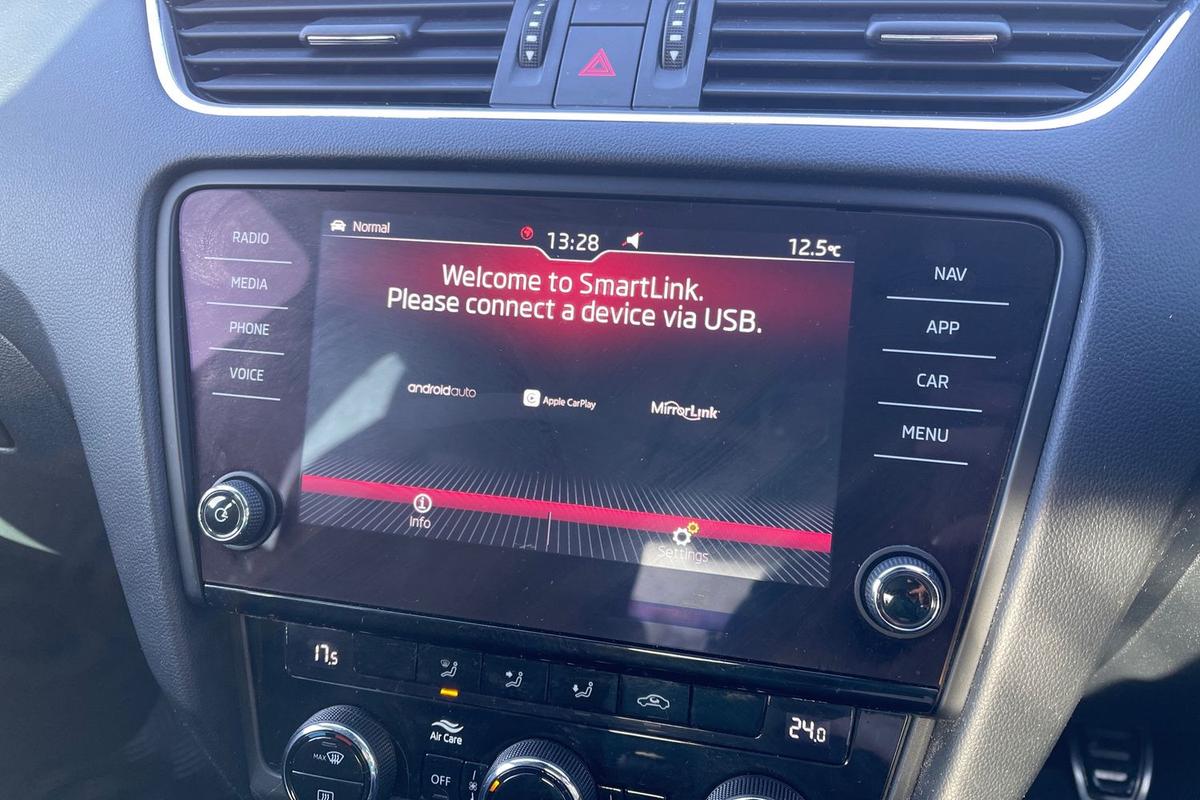 Normal
13:28
12.5°C
RADIO
MEDIA
PHONE
VOICE
Welcome to SmartLink.
Please connect a device via USB.
androidauto
Apple CarPlay
MirrorLink
Info
Settings
NAV
APP
CAR
MENU
17.5
24.0
Air Care
MAX
OFF